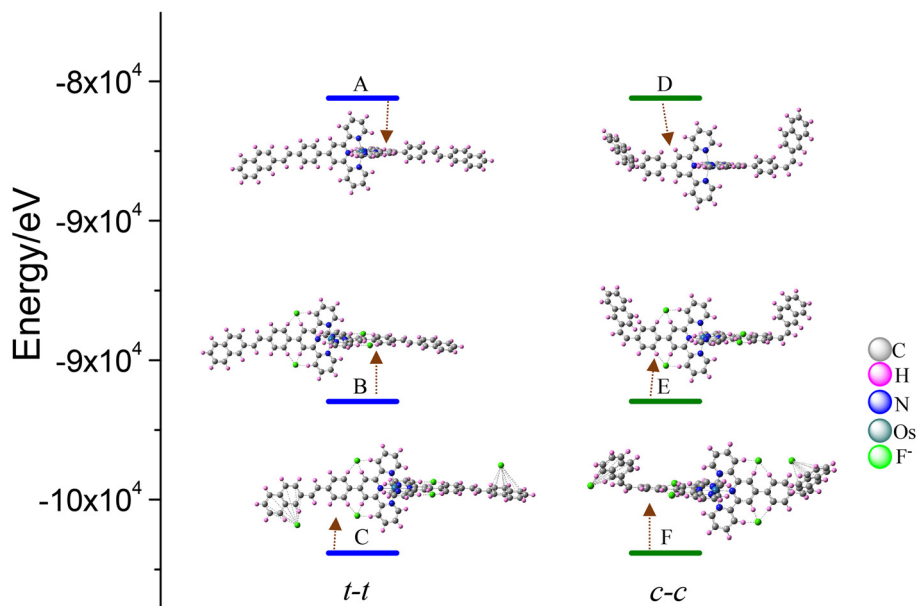 Energy/eV
-8x10⁴
-9x10⁴
-9x10⁴
-10x10⁴
A
D
B
E
C
F
t-t
c-c
C
H
N
Os
F⁻